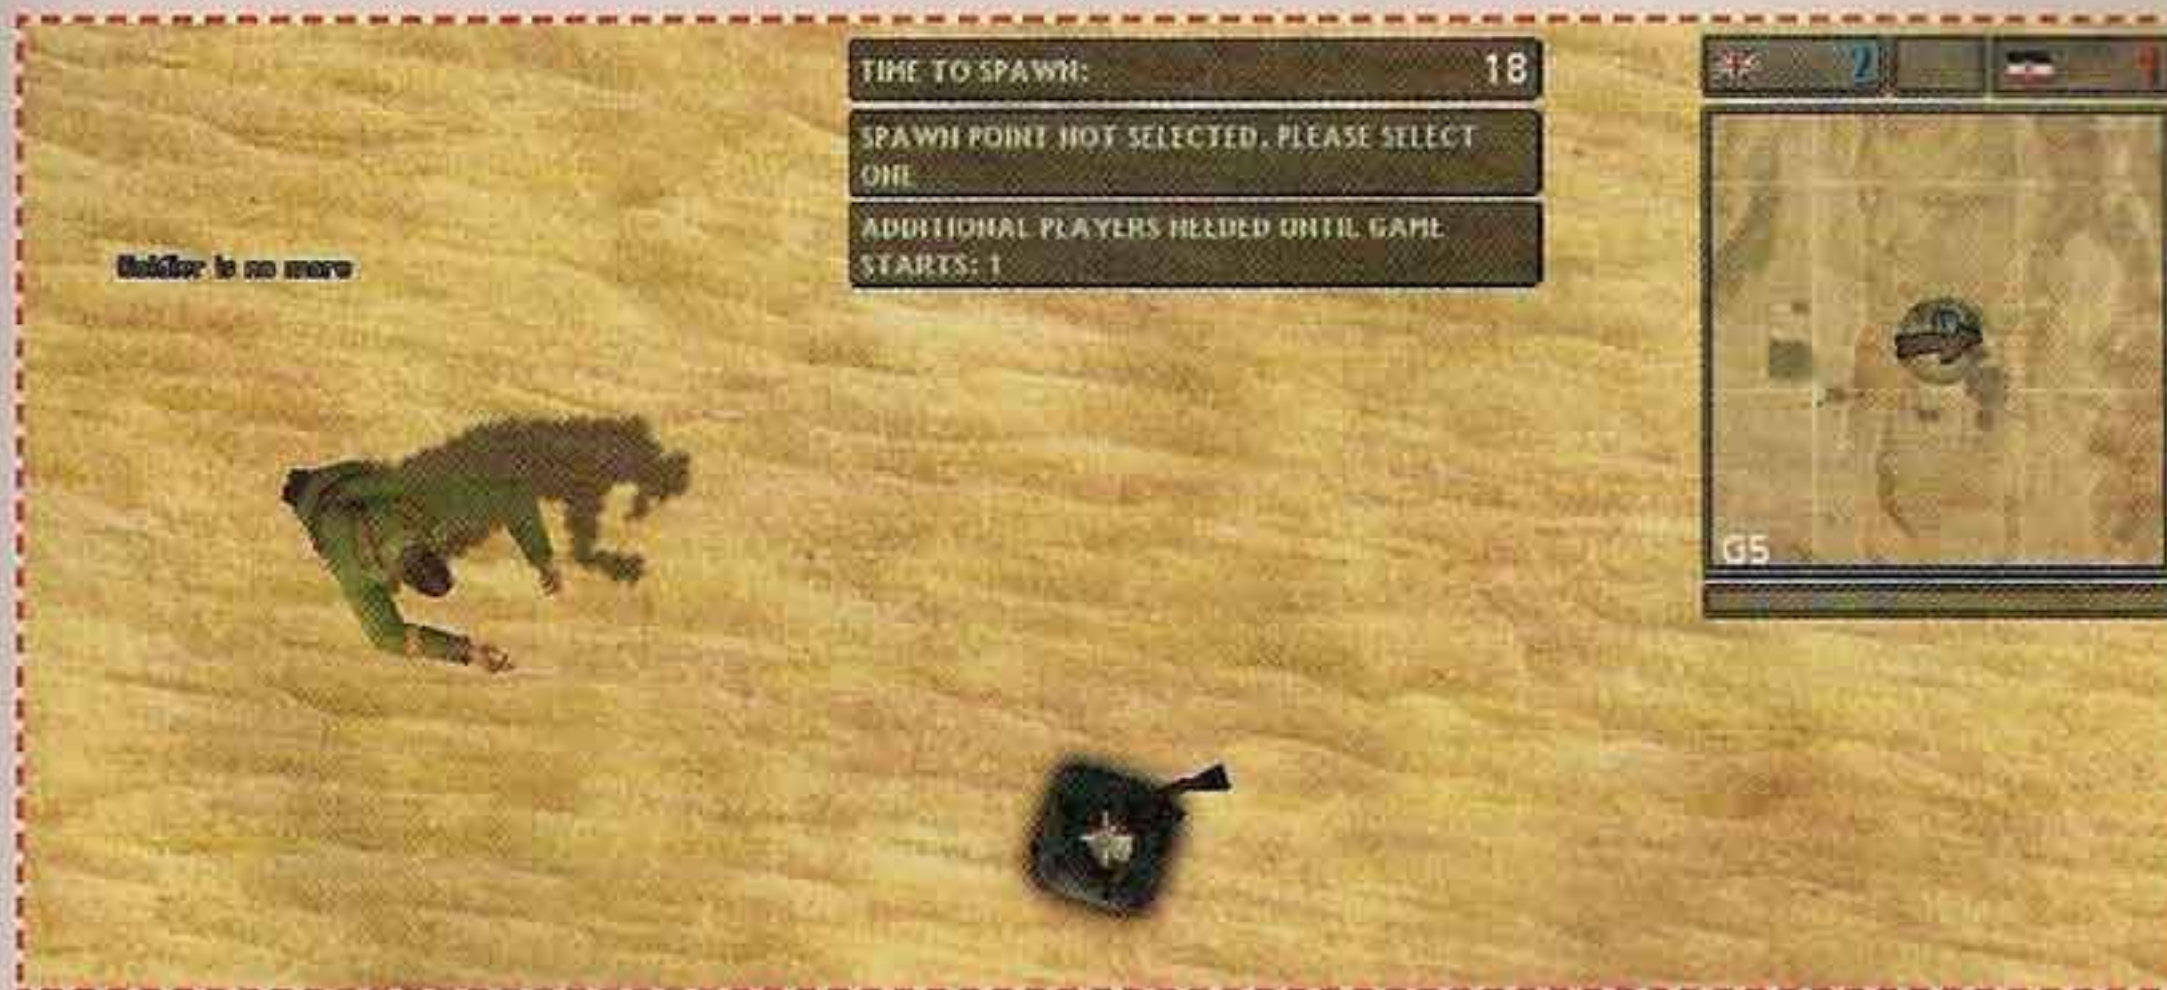 TIME TO SPAWN: 18
SPAWN POINT NOT SELECTED. PLEASE SELECT
ONE
ADDITIONAL PLAYERS NEEDED UNTIL GAME
STARTS: 1
is no more
2
G5